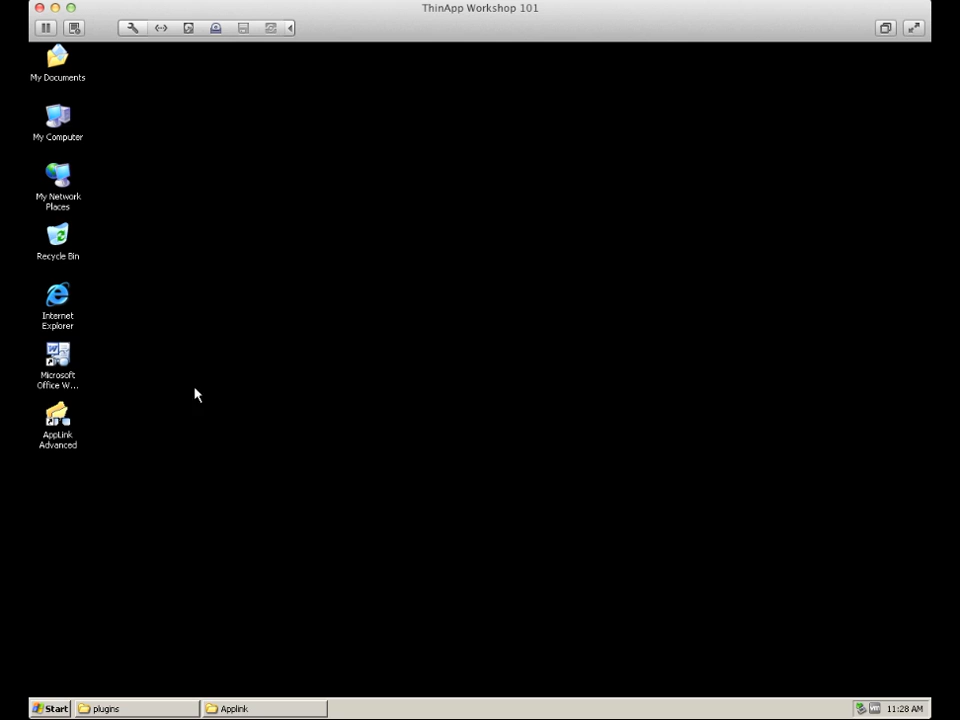 ThinApp Workshop 101
My Documents
My Computer
My Network
Places
Recycle Bin
Internet
Explorer
Microsoft
Office W...
AppLink
Advanced
Start
plugins
Applink
11:28 AM